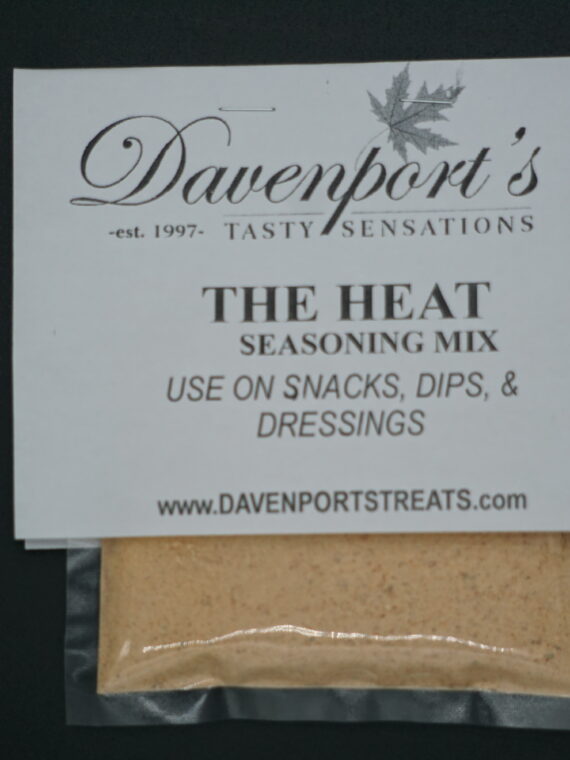 Davenport's
-est. 1997- TASTY SENSATIONS
THE HEAT
SEASONING MIX
USE ON SNACKS, DIPS, &
DRESSINGS
www.DAVENPORTSTREATS.com